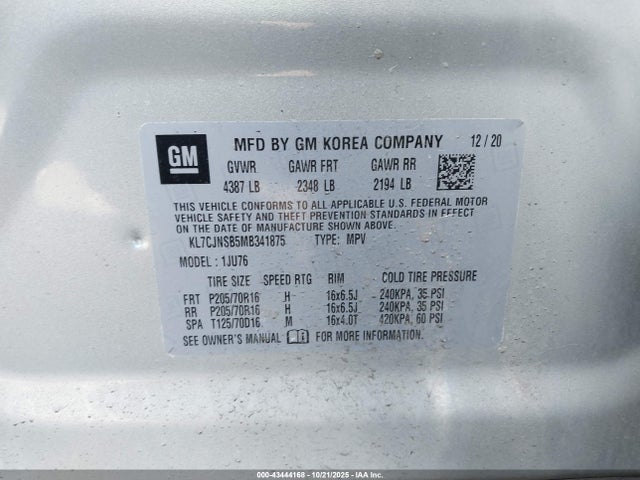 GM
MFD BY GM KOREA COMPANY 12/20
GVWR GAWR FRT GAWR RR
4387 LB 2348 LB 2194 LB
THIS VEHICLE CONFORMS TO ALL APPLICABLE U.S. FEDERAL MOTOR
VEHICLE SAFETY AND THEFT PREVENTION STANDARDS IN EFFECT
ON THE DATE OF MANUFACTURE SHOWN ABOVE.
KL7CJNSB5MB341875 TYPE: MPV
MODEL : 1JU76
TIRE SIZE SPEED RTG RIM COLD TIRE PRESSURE
FRT P205/70R16 H 16x6.5J 240KPA, 35 PSI
RR P205/70R16 H 16x6.5J 240KPA, 35 PSI
SPA T125/70D16 M 16x4.0T 420KPA, 60 PSI
SEE OWNER'S MANUAL FOR MORE INFORMATION.
000-43444168 - 10/21/2025 - IAA Inc.